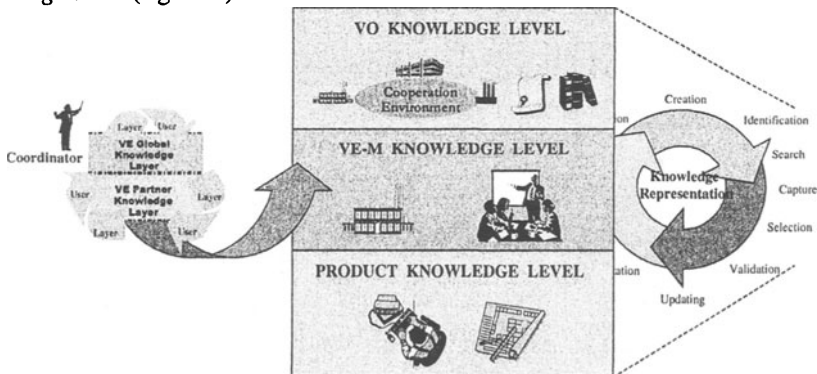 VO KNOWLEDGE LEVEL
Cooperation
Environment
Coordinator
Layer
User
VE Global
Knowledge
Layer
User
VE Partner
Knowledge
Layer
Layer
Layer
User
VE-M KNOWLEDGE LEVEL
PRODUCT KNOWLEDGE LEVEL
Creation
Identification
Search
Capture
Selection
Validation
Updating
ation
Knowledge
Representation